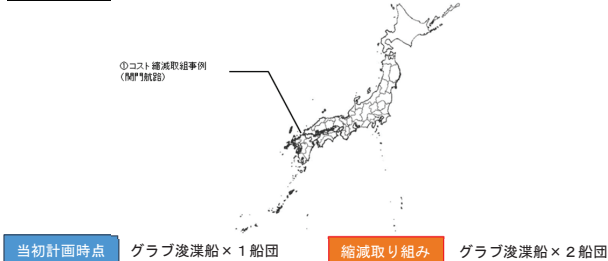 ①コスト縮減取組事例
(関門航路)
当初計画時点 グラブ浚渫船×1船団
縮減取り組み グラブ浚渫船×2船団